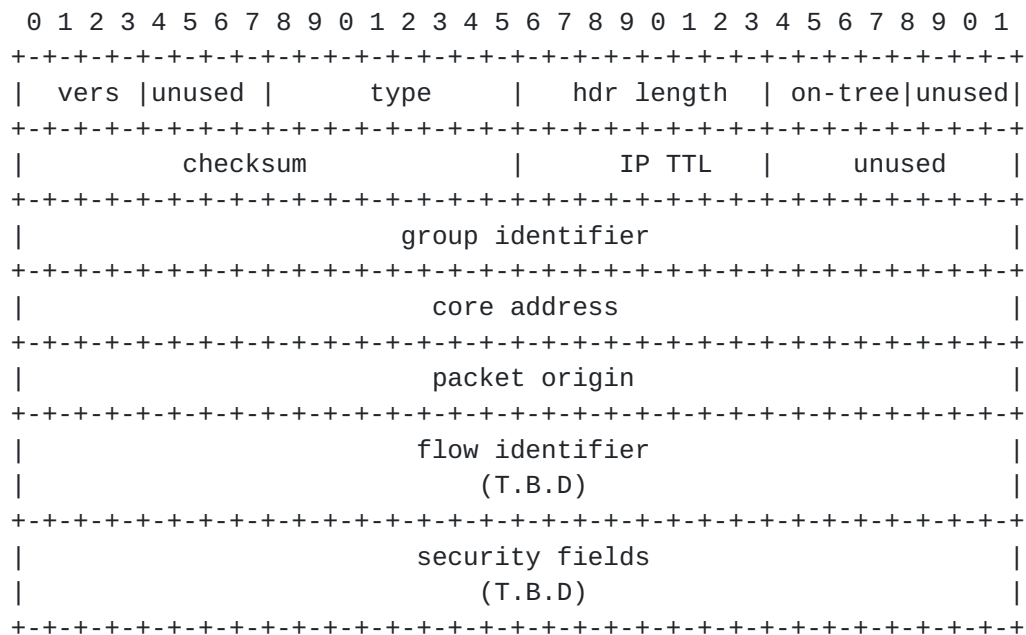 0 1 2 3 4 5 6 7 8 9 0 1 2 3 4 5 6 7 8 9 0 1 2 3 4 5 6 7 8 9 0 1
+-+-+-+-+-+-+-+-+-+-+-+-+-+-+-+-+-+-+-+-+-+-+-+-+-+-+-+-+-+-+-+-+
|  vers |unused |      type     |   hdr length  | on-tree|unused|
+-+-+-+-+-+-+-+-+-+-+-+-+-+-+-+-+-+-+-+-+-+-+-+-+-+-+-+-+-+-+-+-+
|          checksum             |      IP TTL   |     unused    |
+-+-+-+-+-+-+-+-+-+-+-+-+-+-+-+-+-+-+-+-+-+-+-+-+-+-+-+-+-+-+-+-+
|                        group identifier                       |
+-+-+-+-+-+-+-+-+-+-+-+-+-+-+-+-+-+-+-+-+-+-+-+-+-+-+-+-+-+-+-+-+
|                          core address                         |
+-+-+-+-+-+-+-+-+-+-+-+-+-+-+-+-+-+-+-+-+-+-+-+-+-+-+-+-+-+-+-+-+
|                          packet origin                        |
+-+-+-+-+-+-+-+-+-+-+-+-+-+-+-+-+-+-+-+-+-+-+-+-+-+-+-+-+-+-+-+-+
|                         flow identifier                       |
|                             (T.B.D)                           |
+-+-+-+-+-+-+-+-+-+-+-+-+-+-+-+-+-+-+-+-+-+-+-+-+-+-+-+-+-+-+-+-+
|                         security fields                       |
|                             (T.B.D)                           |
+-+-+-+-+-+-+-+-+-+-+-+-+-+-+-+-+-+-+-+-+-+-+-+-+-+-+-+-+-+-+-+-+